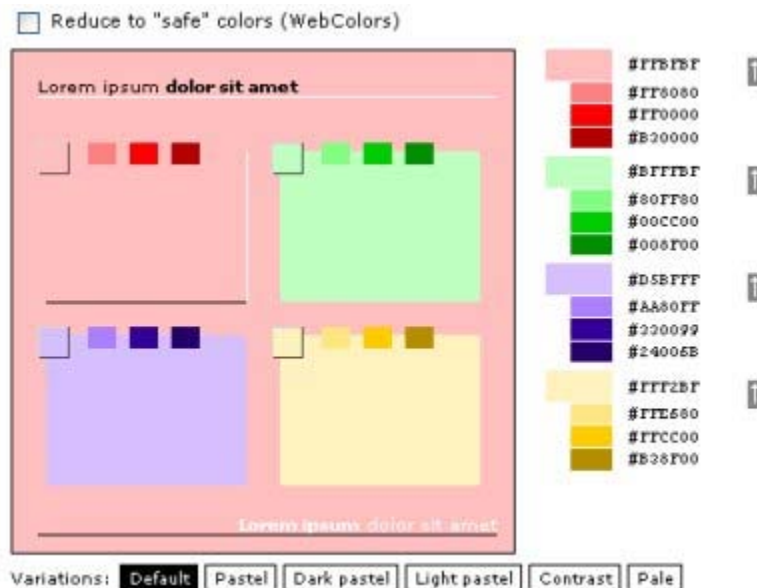 Reduce to "safe" colors (WebColors)
Lorem ipsum dolor sit amet
#FFBFBF
#FF8080
#FF0000
#B30000
#BFFFBF
#80FF80
#00CC00
#008F00
#D5BFFF
#AA80FF
#330099
#24006B
#FFF2BF
#FFE680
#FFCC00
#B38F00
Lorem ipsum dolor sit amet
Variations: Default Pastel Dark pastel Light pastel Contrast Pale